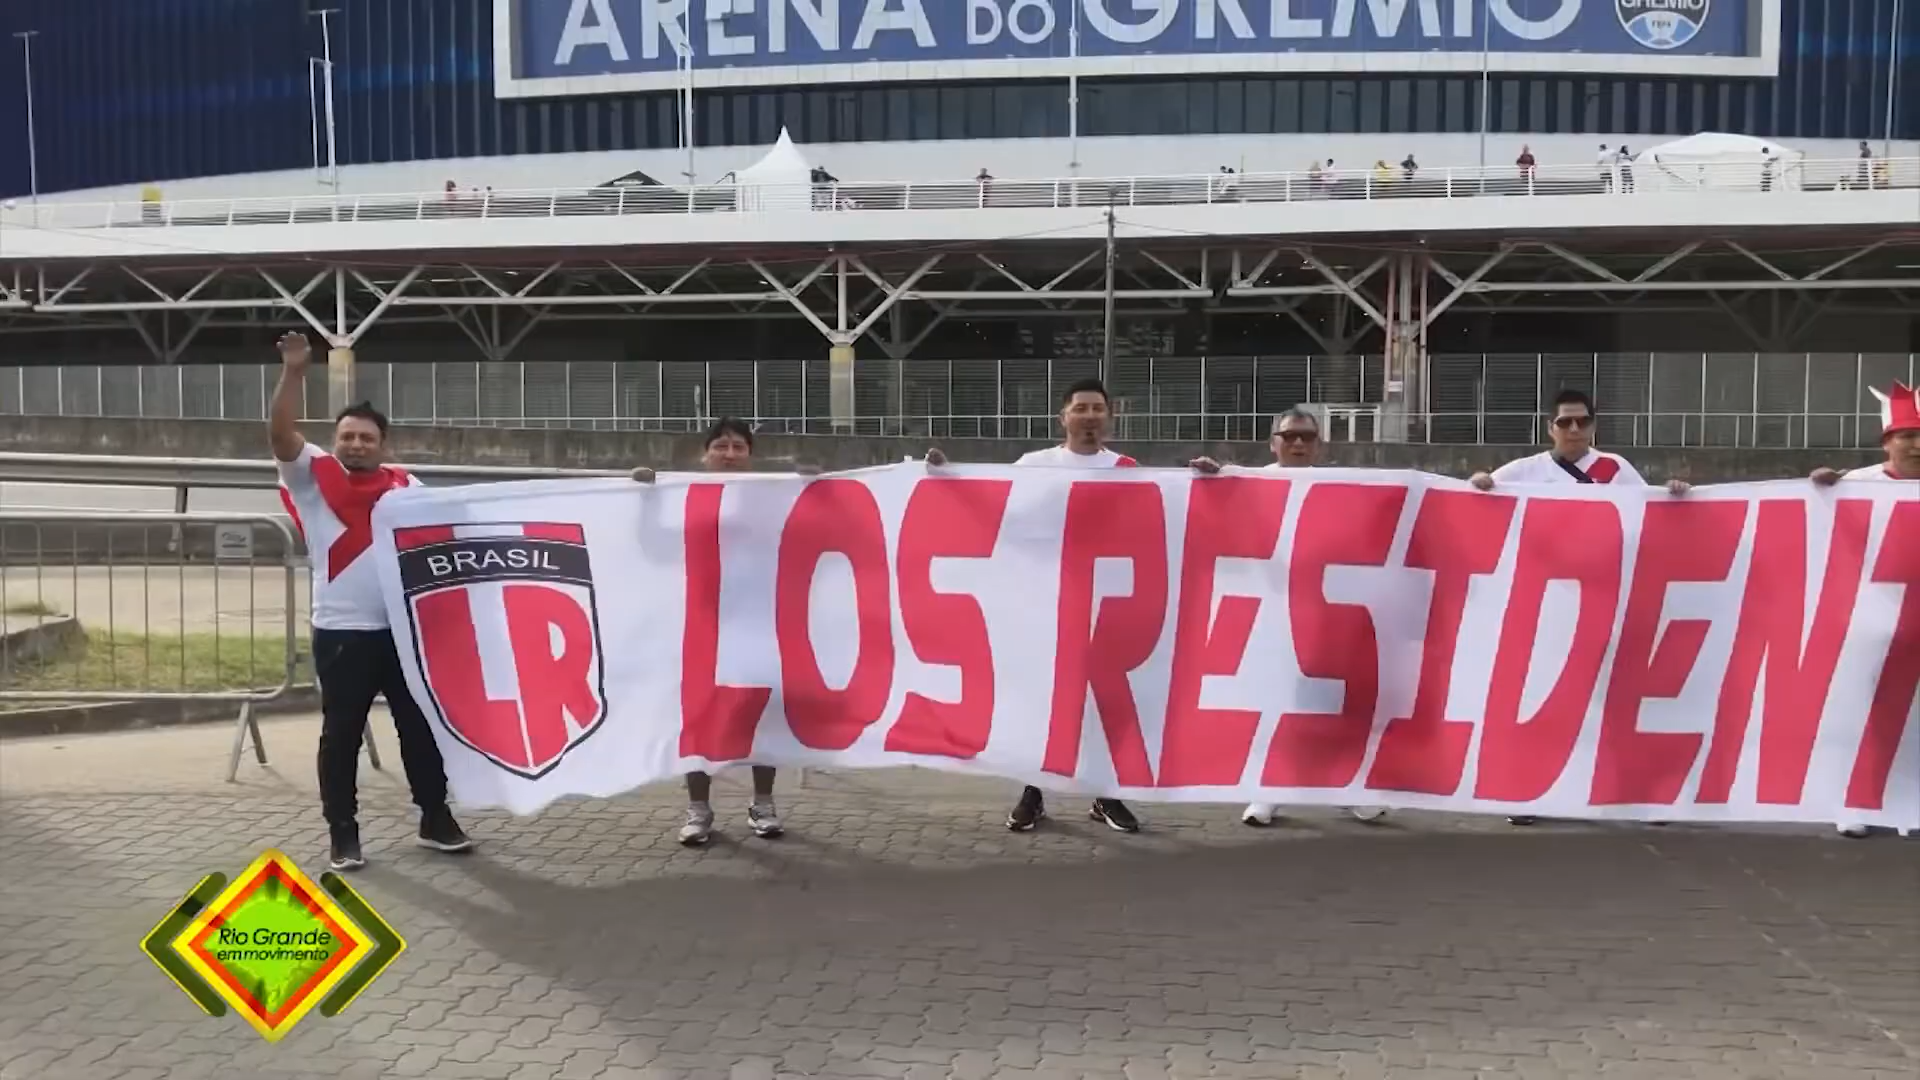 ARENA DO GRÊMIO
GRÊMIO
BRASIL
LR
LOS RESIDENT
Rio Grande
em movimento